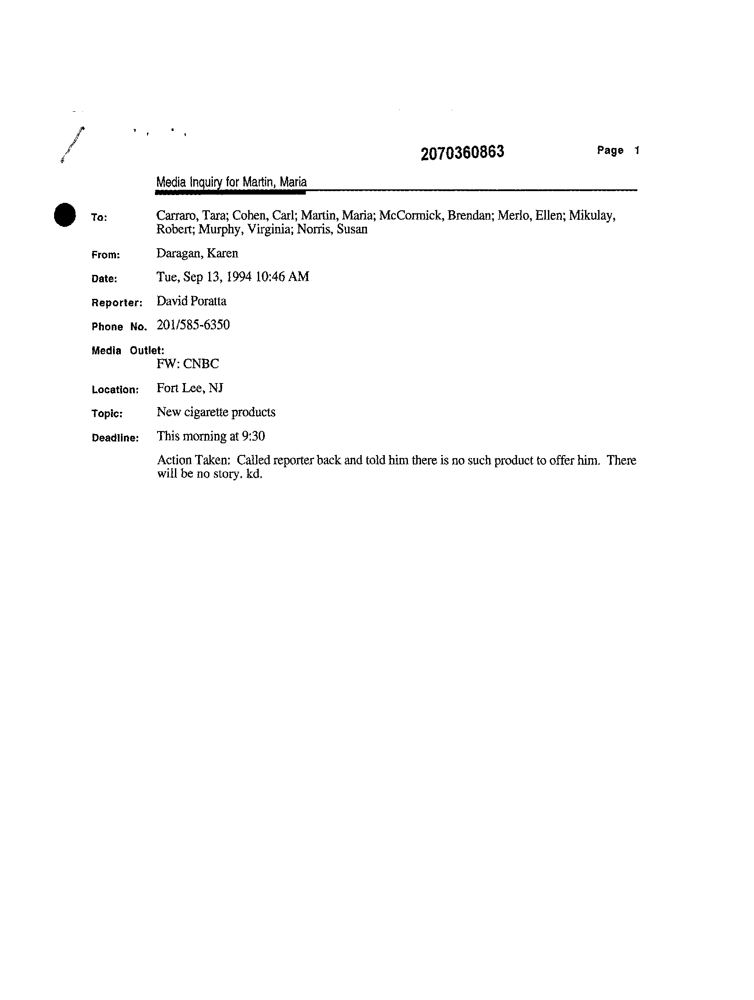 2070360863
Page 1
Media Inquiry for Martin, Maria
To: Carraro, Tara; Cohen, Carl; Martin, Maria; McCormick, Brendan; Merlo, Ellen; Mikulay,
Robert; Murphy, Virginia; Norris, Susan
From: Daragan, Karen
Date: Tue, Sep 13, 1994 10:46 AM
Reporter: David Poratta
Phone No. 201/585-6350
Media Outlet:
FW: CNBC
Location: Fort Lee, NJ
Topic: New cigarette products
Deadline: This morning at 9:30
Action Taken: Called reporter back and told him there is no such product to offer him. There
will be no story. kd.